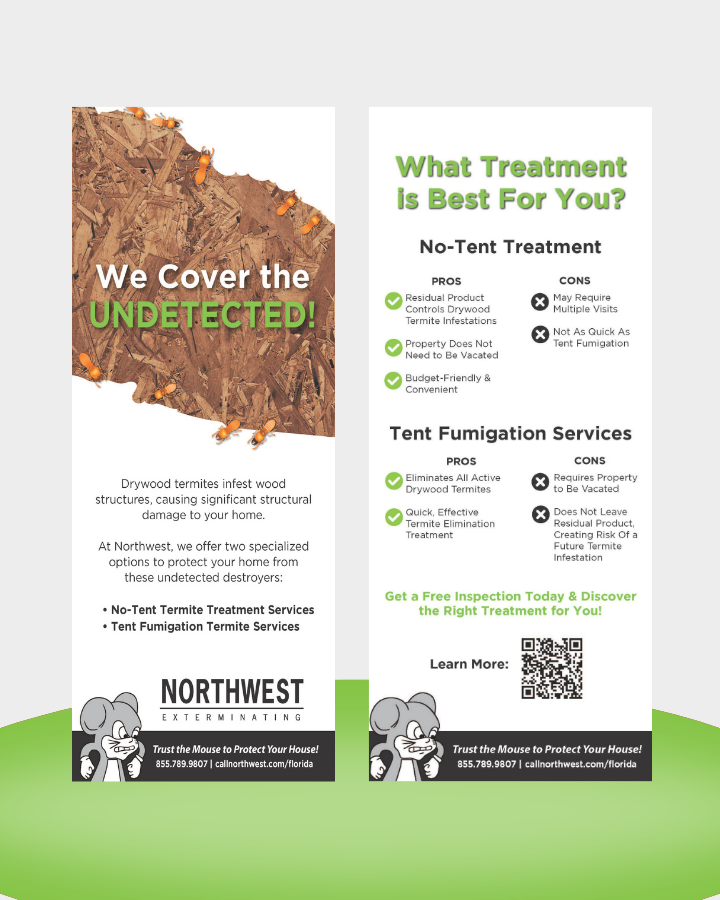 We Cover the
UNDETECTED!
Drywood termites infest wood
structures, causing significant structural
damage to your home.
At Northwest, we offer two specialized
options to protect your home from
these undetected destroyers:
• No-Tent Termite Treatment Services
• Tent Fumigation Termite Services
NORTHWEST
EXTERMINATING
Trust the Mouse to Protect Your House!
855.789.9807 | callnorthwest.com/florida
What Treatment
is Best For You?
No-Tent Treatment
PROS
Residual Product
Controls Drywood
Termite Infestations
Property Does Not
Need to Be Vacated
Budget-Friendly &
Convenient
CONS
May Require
Multiple Visits
Not As Quick As
Tent Fumigation
Tent Fumigation Services
PROS
Eliminates All Active
Drywood Termites
Quick, Effective
Termite Elimination
Treatment
CONS
Requires Property
to Be Vacated
Does Not Leave
Residual Product,
Creating Risk Of a
Future Termite
Infestation
Get a Free Inspection Today & Discover
the Right Treatment for You!
Learn More:
Trust the Mouse to Protect Your House!
855.789.9807 | callnorthwest.com/florida